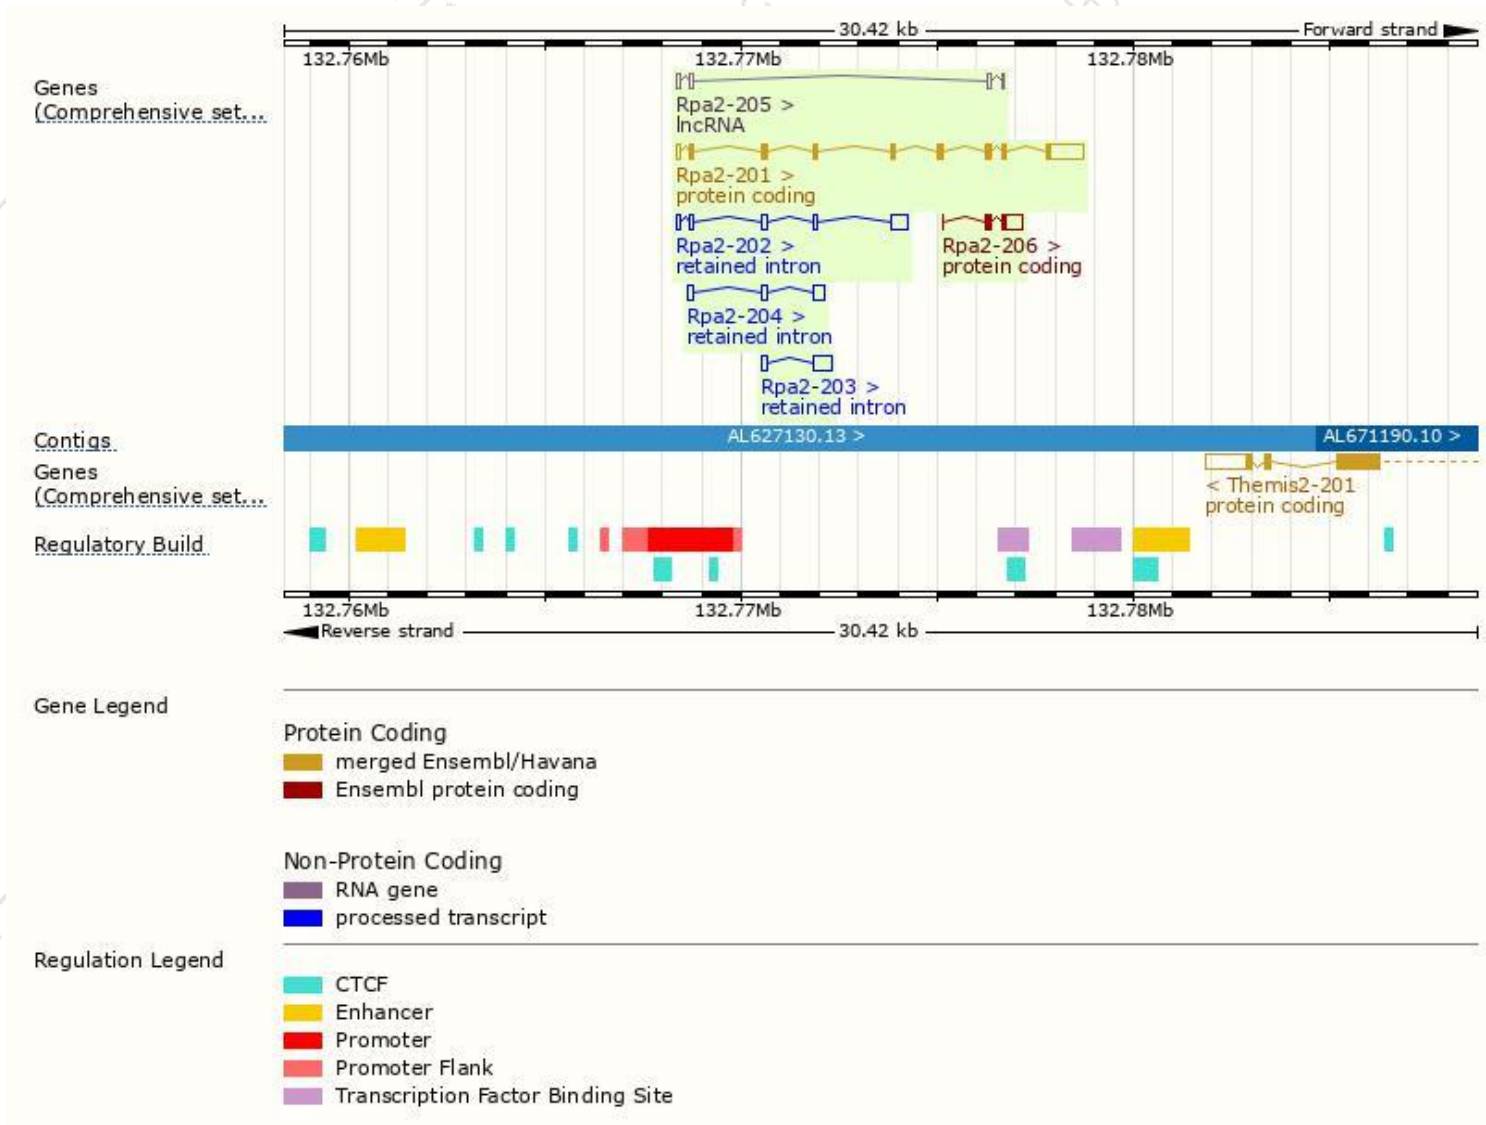 30.42 kb
Forward strand
132.76Mb 132.77Mb 132.78Mb
Genes
(Comprehensive set...
Rpa2-205 >
lncRNA
Rpa2-201 >
protein coding
Rpa2-202 >
retained intron
Rpa2-206 >
protein coding
Rpa2-204 >
retained intron
Rpa2-203 >
retained intron
Contigs
AL627130.13 >
AL671190.10 >
Genes
(Comprehensive set...
< Themis2-201
protein coding
Regulatory Build
132.76Mb 132.77Mb 132.78Mb
Reverse strand
30.42 kb
Gene Legend
Protein Coding
merged Ensembl/Havana
Ensembl protein coding
Non-Protein Coding
RNA gene
processed transcript
Regulation Legend
CTCF
Enhancer
Promoter
Promoter Flank
Transcription Factor Binding Site